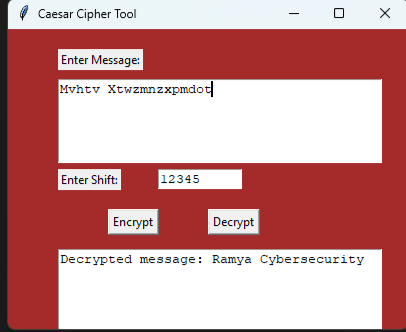 Caesar Cipher Tool
Enter Message:
Mvhtv Xtwzmnzxpmdot
Enter Shift: 12345
Encrypt Decrypt
Decrypted message: Ramya Cybersecurity